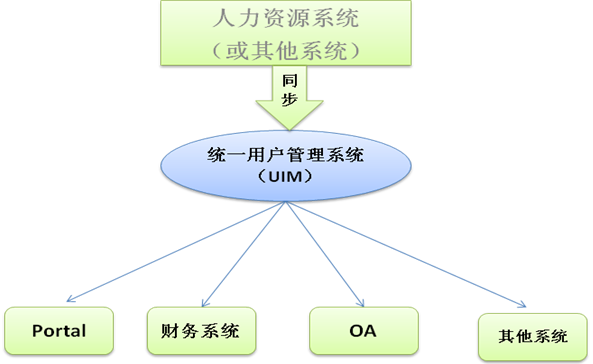 人力资源系统
（或其他系统）
同
步
统一用户管理系统
（UIM）
Portal
财务系统
OA
其他系统